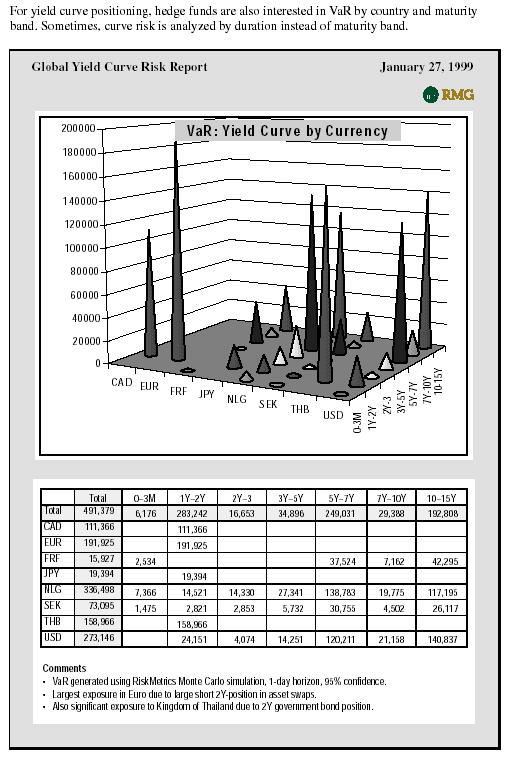 For yield curve positioning, hedge funds are also interested in VaR by country and maturity
band. Sometimes, curve risk is analyzed by duration instead of maturity band.
Global Yield Curve Risk Report January 27, 1999
RMG
VaR: Yield Curve by Currency
200000
180000
160000
140000
120000
100000
80000
60000
40000
20000
0
CAD EUR FRF JPY NLG SEK THB USD
0-3M 1Y-2Y 2Y-3 3Y-5Y 5Y-7Y 7Y-10Y 10-15Y
Total 0–3M 1Y–2Y 2Y–3 3Y–5Y 5Y–7Y 7Y–10Y 10–15Y
Total 491,379 6,176 283,242 16,653 34,896 249,031 29,388 192,808
CAD 111,366 111,366
EUR 191,925 191,925
FRF 15,927 2,534 37,524 7,162 42,295
JPY 19,394 19,394
NLG 336,498 7,366 14,521 14,330 27,341 138,783 19,775 117,195
SEK 73,095 1,475 2,821 2,853 5,732 30,755 4,502 26,117
THB 158,966 158,966
USD 273,146 24,151 4,074 14,251 120,211 21,158 140,837
Comments
• VaR generated using RiskMetrics Monte Carlo simulation, 1-day horizon, 95% confidence.
• Largest exposure in Euro due to large short 2Y-position in asset swaps.
• Also significant exposure to Kingdom of Thailand due to 2Y government bond position.